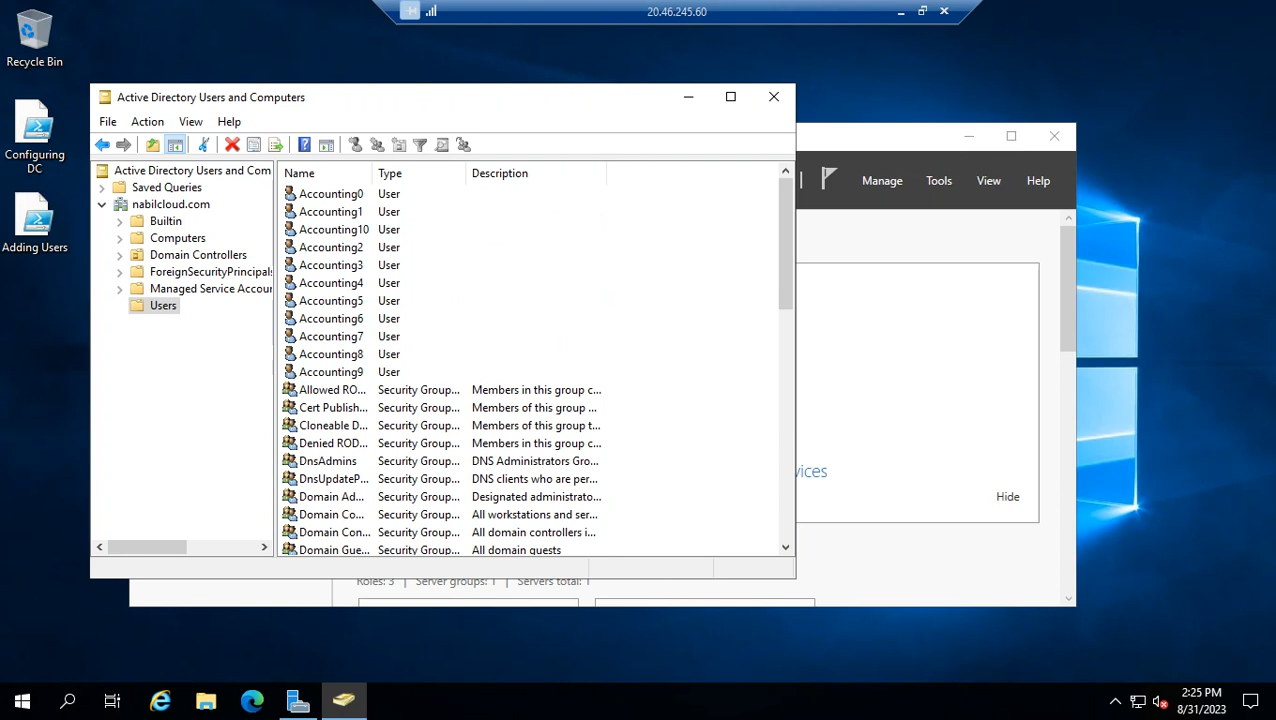 20.46.245.60
Recycle Bin
Configuring
DC
Adding Users
Active Directory Users and Computers
File Action View Help
Active Directory Users and Com
Saved Queries
nabilcloud.com
Builtin
Computers
Domain Controllers
ForeignSecurityPrincipals
Managed Service Accour
Users
Name Type Description
Accounting0 User
Accounting1 User
Accounting10 User
Accounting2 User
Accounting3 User
Accounting4 User
Accounting5 User
Accounting6 User
Accounting7 User
Accounting8 User
Accounting9 User
Allowed RO... Security Group... Members in this group c...
Cert Publish... Security Group... Members of this group ...
Cloneable D... Security Group... Members of this group t...
Denied ROD... Security Group... Members in this group c...
DnsAdmins Security Group... DNS Administrators Gro...
DnsUpdateP... Security Group... DNS clients who are per...
Domain Ad... Security Group... Designated administrato...
Domain Co... Security Group... All workstations and ser...
Domain Con... Security Group... All domain controllers i...
Domain Gue... Security Group... All domain guests
Manage Tools View Help
vices
Hide
Roles: 3 | Server groups: 1 | Servers total: 1
2:25 PM
8/31/2023